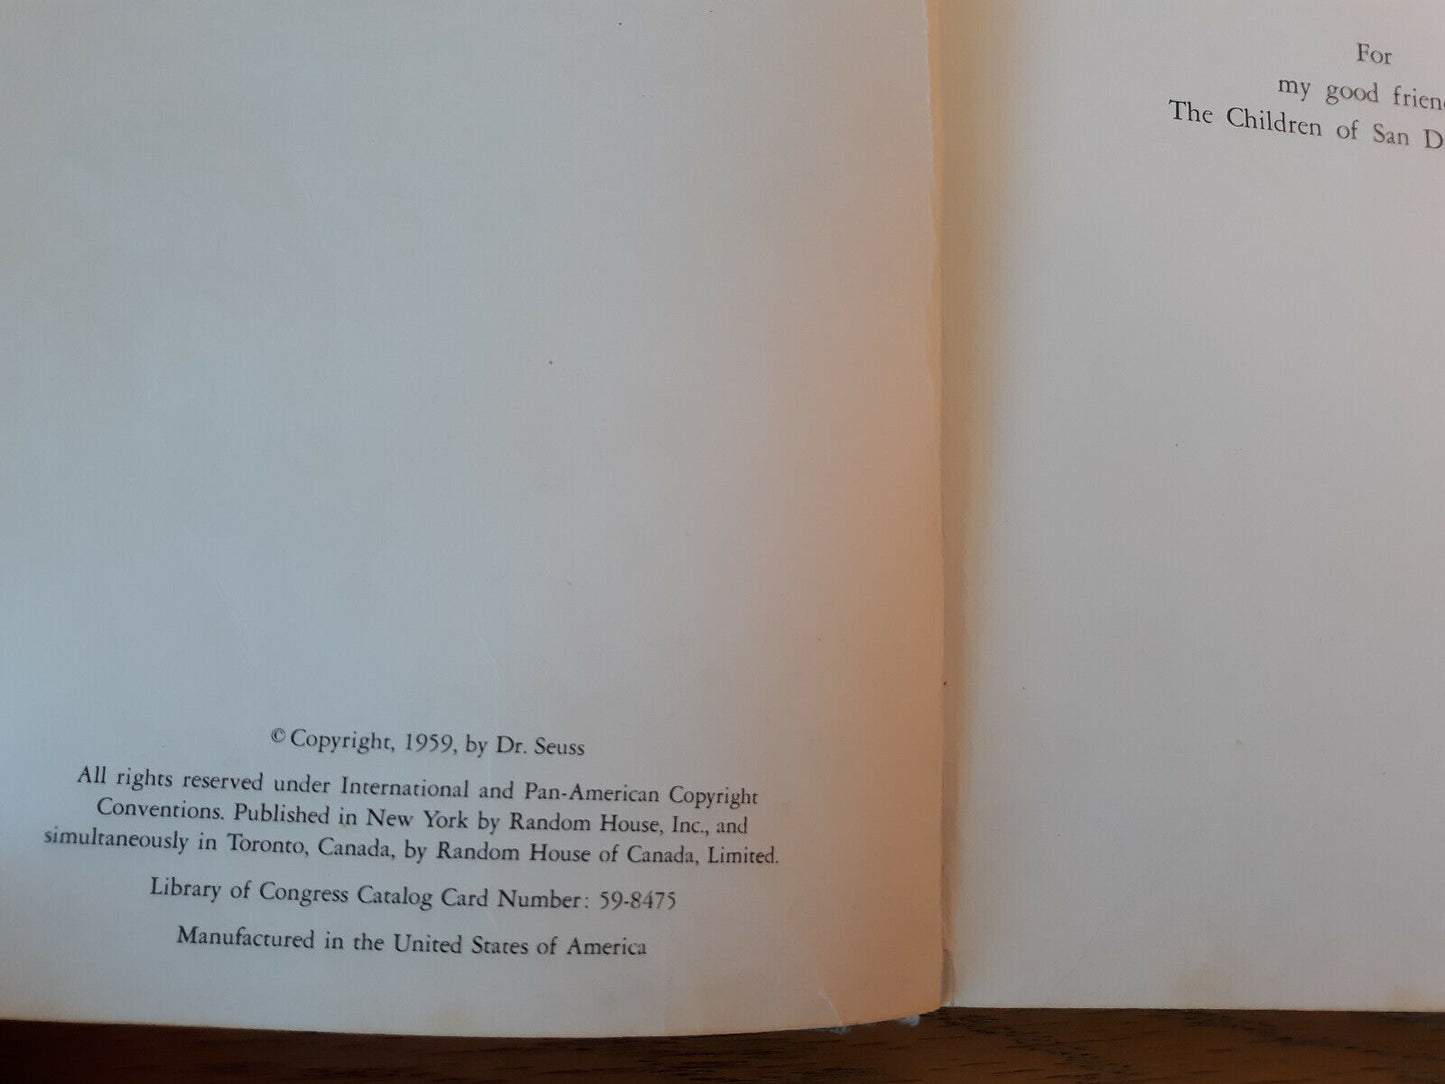 © Copyright, 1959, by Dr. Seuss
All rights reserved under International and Pan-American Copyright
Conventions. Published in New York by Random House, Inc., and
simultaneously in Toronto, Canada, by Random House of Canada, Limited.
Library of Congress Catalog Card Number: 59-8475
Manufactured in the United States of America
For
my good
The Children of San